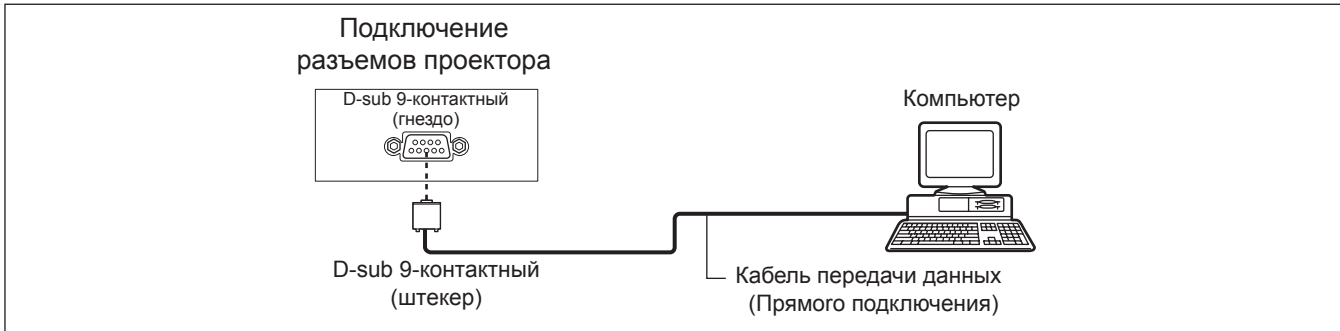 Подключение
разъемов проектора
D-sub 9-контактный
(гнездо)
Компьютер
D-sub 9-контактный
(штекер)
Кабель передачи данных
(Прямого подключения)